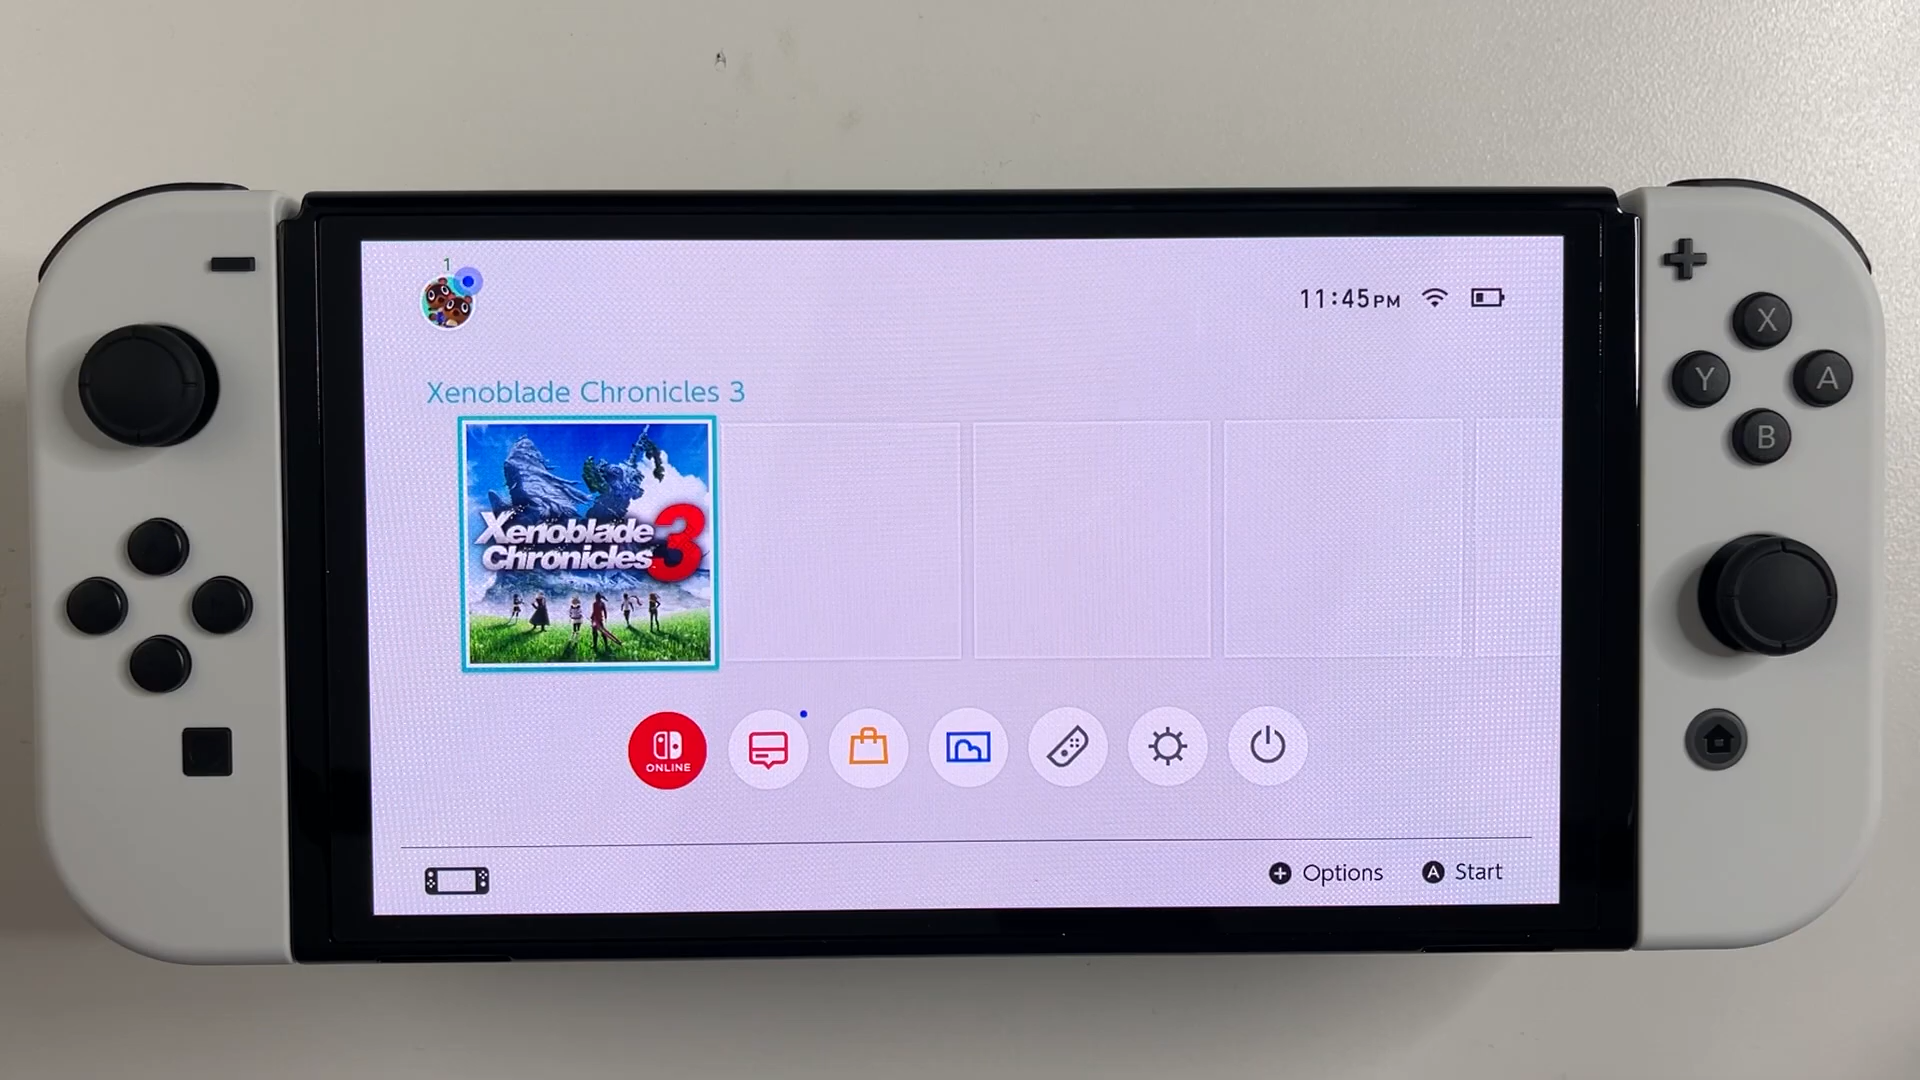 1
11:45PM
Xenoblade Chronicles 3
Xenoblade
Chronicles 3
ONLINE
Options
A Start
X
Y
A
B